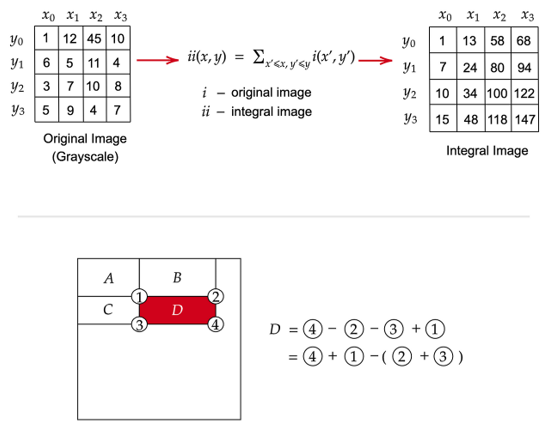 x₀ x₁ x₂ x₃
y₀ 1 12 45 10
y₁ 6 5 11 4
y₂ 3 7 10 8
y₃ 5 9 4 7
Original Image
(Grayscale)
ii(x, y) = ∑x′⩽x, y′⩽y i(x′, y′)
i – original image
ii – integral image
x₀ x₁ x₂ x₃
y₀ 1 13 58 68
y₁ 7 24 80 94
y₂ 10 34 100 122
y₃ 15 48 118 147
Integral Image
A B
1 2
C D
3 4
D = ④ − ② − ③ + ①
= ④ + ① − ( ② + ③ )